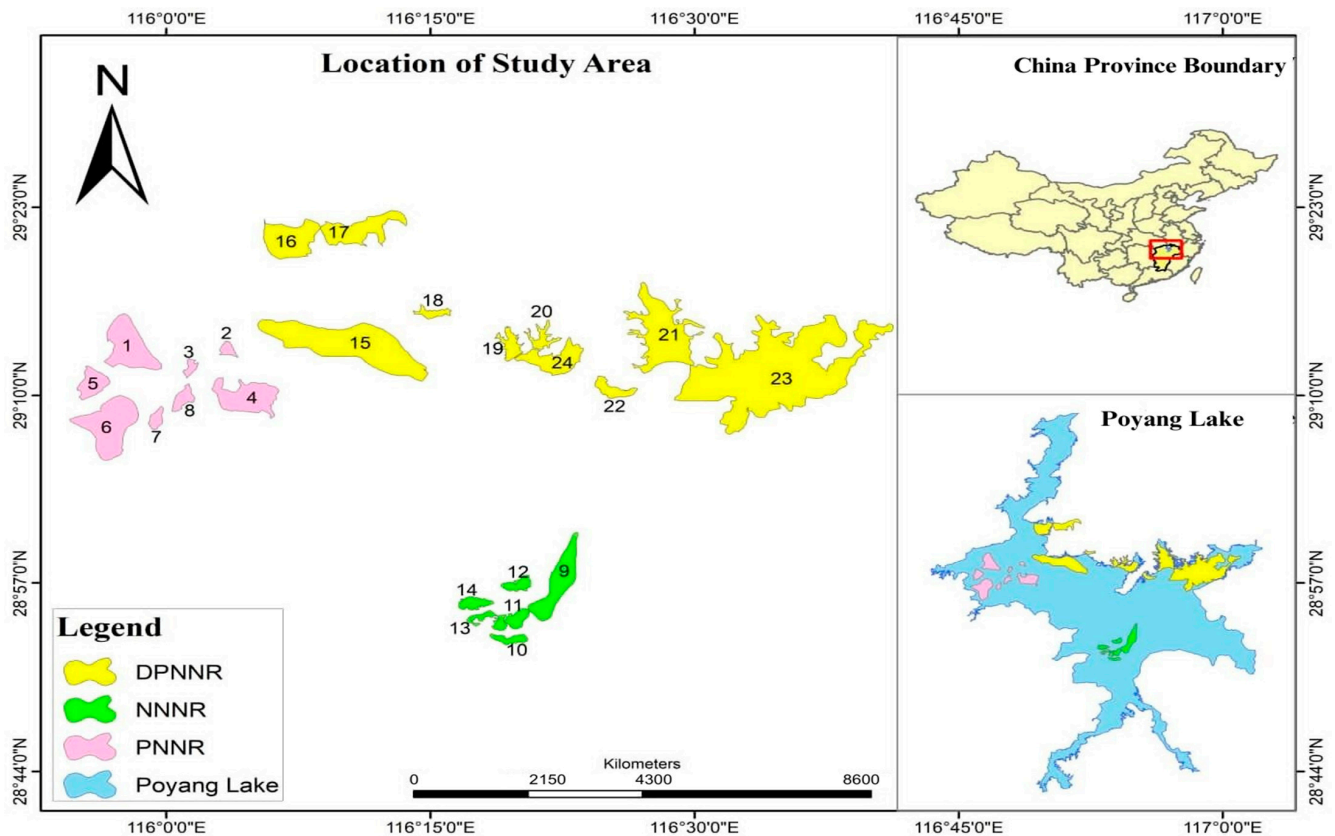 116°0'0"E 116°15'0"E 116°30'0"E 116°45'0"E 117°0'0"E
Location of Study Area
China Province Boundary
N
29°23'0"N
29°23'0"N
16 17
18
20
19
24
21
15
1
2
3
5
4
8
6
7
22
23
29°10'0"N
29°10'0"N
Poyang Lake
12
9
14
11
13
10
28°57'0"N
28°57'0"N
Legend
DPNNR
NNNR
PNNR
Poyang Lake
Kilometers
0 2150 4300 8600
28°44'0"N
28°44'0"N
116°0'0"E 116°15'0"E 116°30'0"E 116°45'0"E 117°0'0"E